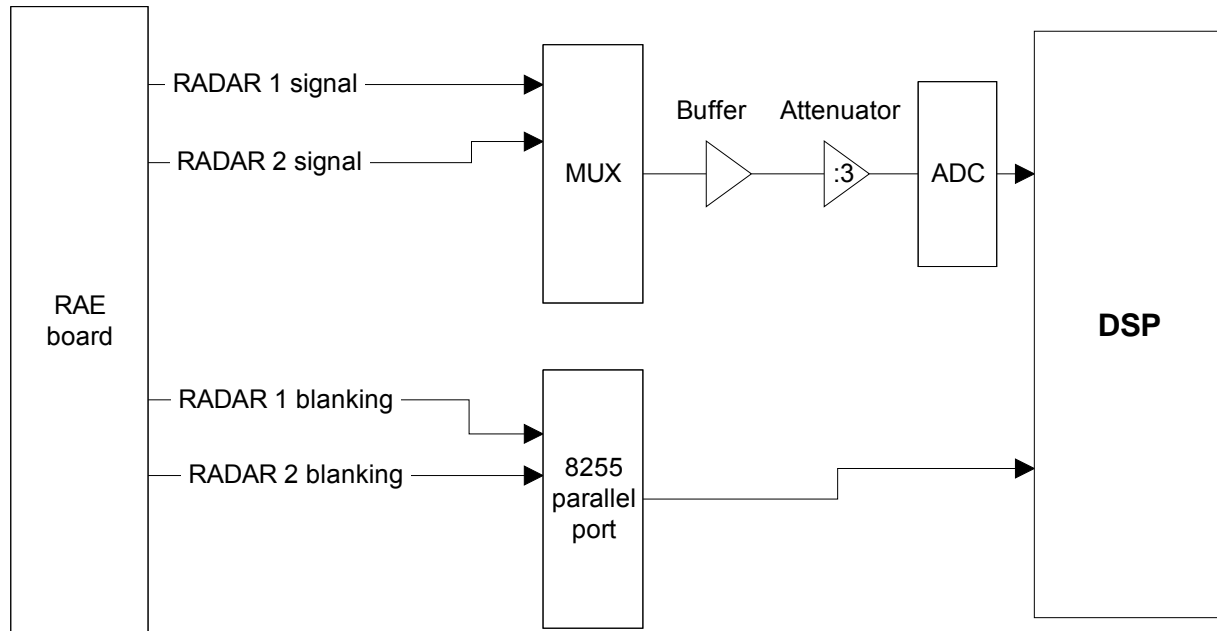 RADAR 1 signal
RADAR 2 signal
Buffer
Attenuator
MUX
:3
ADC
RAE
board
DSP
RADAR 1 blanking
RADAR 2 blanking
8255
parallel
port